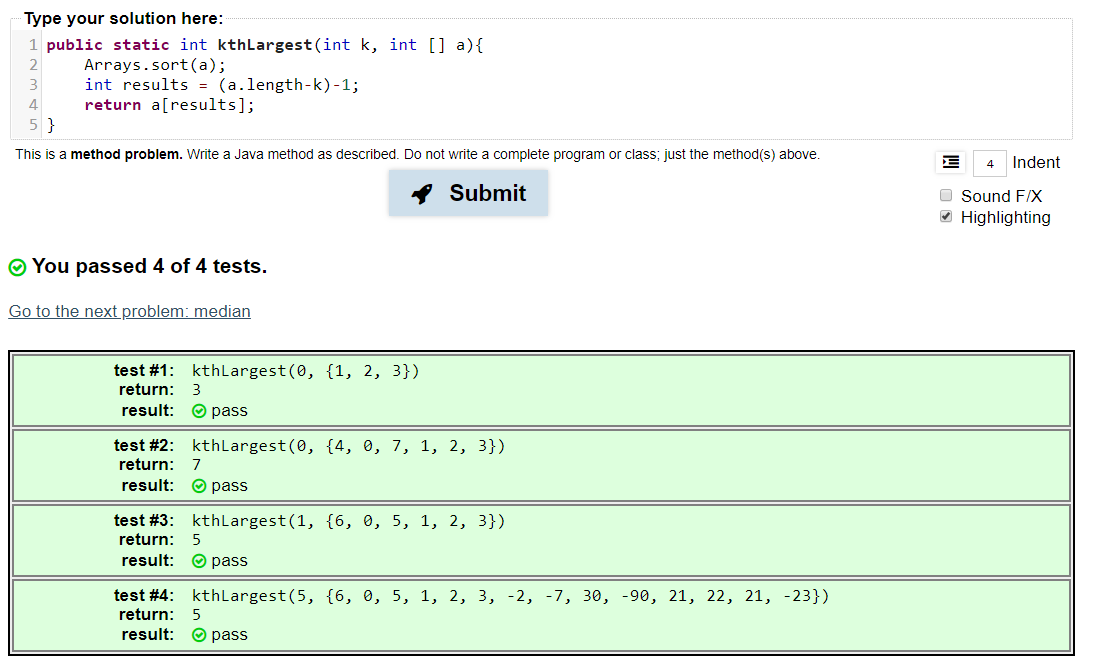 Type your solution here:
1 public static int kthLargest(int k, int [] a){
2     Arrays.sort(a);
3     int results = (a.length-k)-1;
4     return a[results];
5 }
This is a method problem. Write a Java method as described. Do not write a complete program or class; just the method(s) above.
4 Indent
Submit
Sound F/X
Highlighting
You passed 4 of 4 tests.
Go to the next problem: median
test #1: kthLargest(0, {1, 2, 3})
return: 3
result: pass
test #2: kthLargest(0, {4, 0, 7, 1, 2, 3})
return: 7
result: pass
test #3: kthLargest(1, {6, 0, 5, 1, 2, 3})
return: 5
result: pass
test #4: kthLargest(5, {6, 0, 5, 1, 2, 3, -2, -7, 30, -90, 21, 22, 21, -23})
return: 5
result: pass